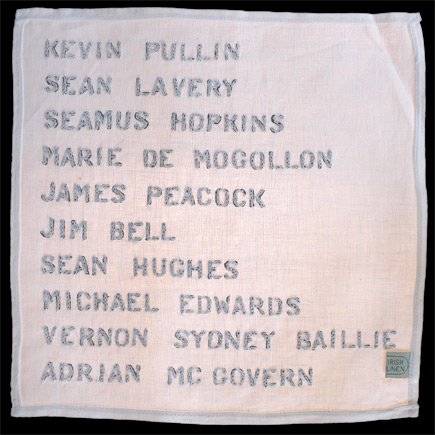 KEVIN PULLIN
SEAN LAVERY
SEAMUS HOPKINS
MARIE DE MOGOLLON
JAMES PEACOCK
JIM BELL
SEAN HUGHES
MICHAEL EDWARDS
VERNON SYDNEY BAILLIE
IRISH
LINEN
ADRIAN MC GOVERN